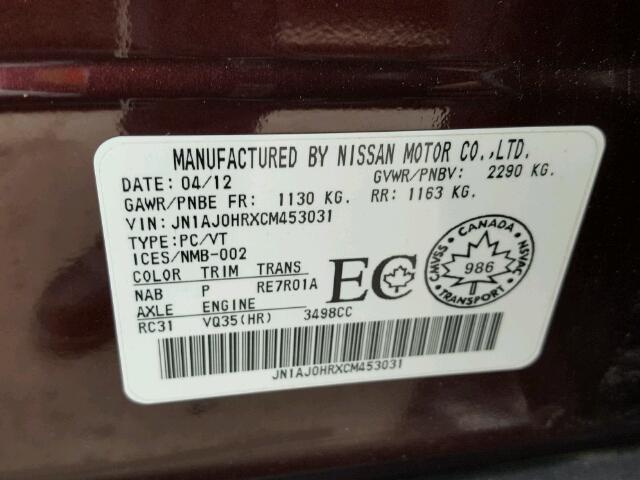 MANUFACTURED BY NISSAN MOTOR CO.,LTD.
DATE: 04/12 GVWR/PNBV: 2290 KG.
GAWR/PNBE FR: 1130 KG. RR: 1163 KG.
VIN: JN1AJ0HRXCM453031
TYPE: PC/VT
ICES/NMB-002
COLOR TRIM TRANS
NAB P RE7R01A
AXLE ENGINE
RC31 VQ35(HR) 3498CC
EC
CANADA
CMVSS 986 NSVAC
TRANSPORT
JN1AJ0HRXCM453031